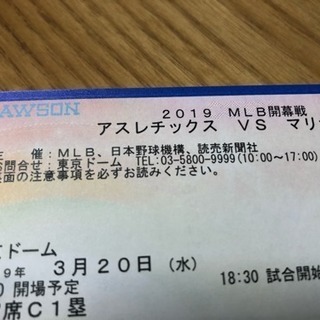 AWSON
2019 MLB開幕戦
アスレチックス VS マリ
催：MLB、日本野球機構、読売新聞社
お問合せ：東京ドーム TEL:03-5800-9999(10:00～17:00)
面の注意事項を必ずお読みください。
ドーム
9年 3月20日（水）
0 開場予定 18:30 試合開始
席C1塁